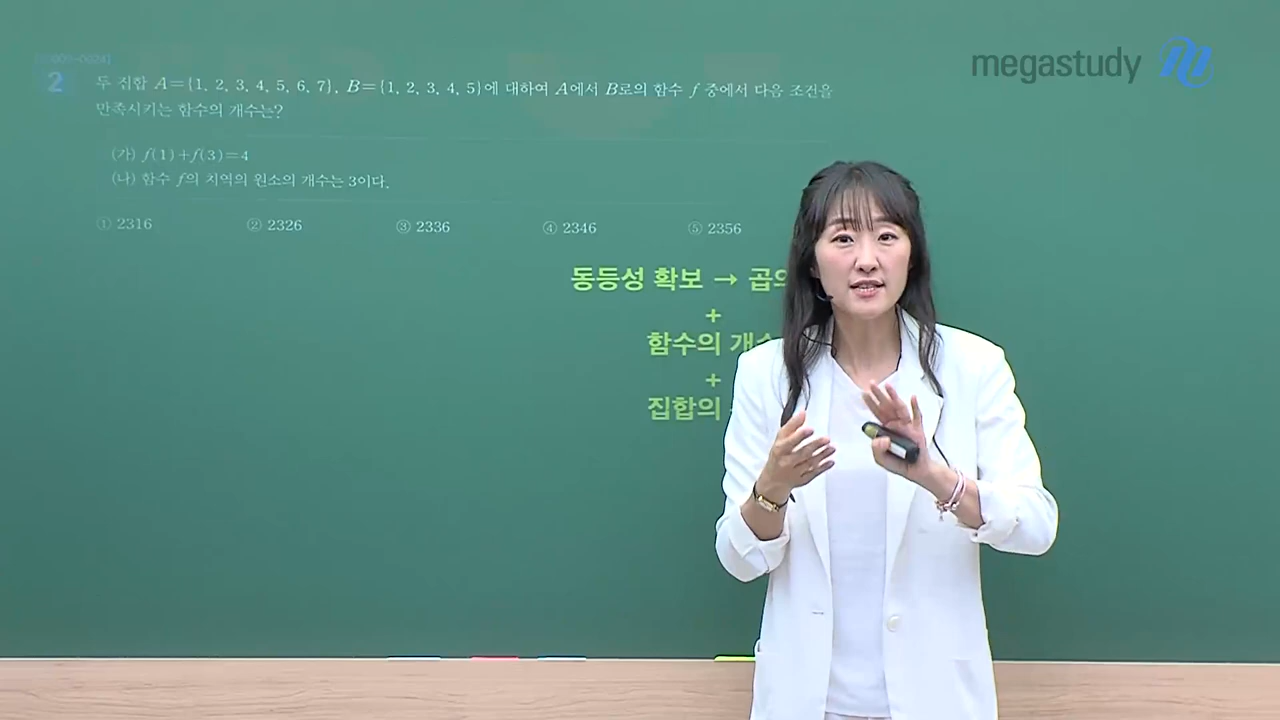 megastudy
2
두 집합 A={1, 2, 3, 4, 5, 6, 7}, B={1, 2, 3, 4, 5}에 대하여 A에서 B로의 함수 f 중에서 다음 조건을
만족시키는 함수의 개수는?
(가) f(1)+f(3)=4
(나) 함수 f의 치역의 원소의 개수는 3이다.
① 2316 ② 2326 ③ 2336 ④ 2346 ⑤ 2356
동등성 확보 → 곱의
+
함수의 개수
+
집합의